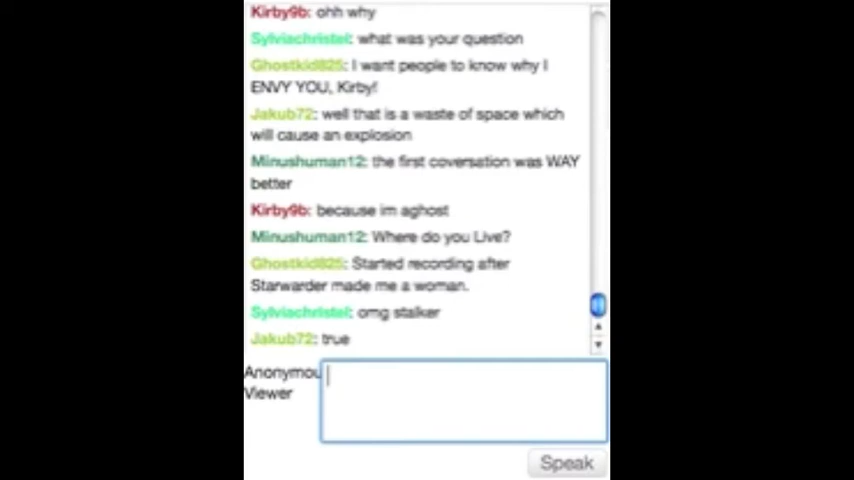 Kirby9b: ohh why
Sylviachristel: what was your question
Ghostkid825: I want people to know why I
ENVY YOU, Kirby!
Jakub72: well that is a waste of space which
will cause an explosion
Minushuman12: the first coversation was WAY
better
Kirby9b: because im aghost
Minushuman12: Where do you Live?
Ghostkid825: Started recording after
Starwarder made me a woman.
Sylviachristel: omg stalker
Jakub72: true
Anonymou
Viewer
Speak